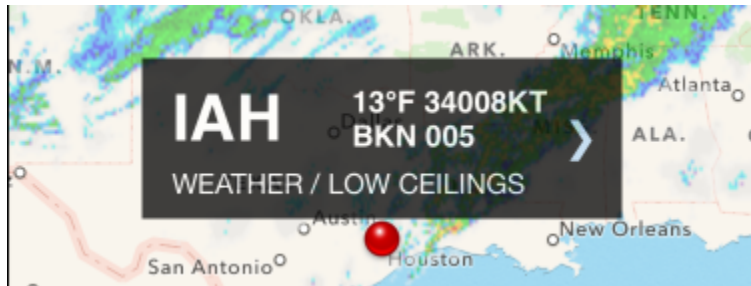 OKLA.
TENN.
ARK.
Memphis
N.M.
Atlanta
IAH
13°F 34008KT
BKN 005
Dallas
ALA.
WEATHER / LOW CEILINGS
Austin
New Orleans
San Antonio
Houston